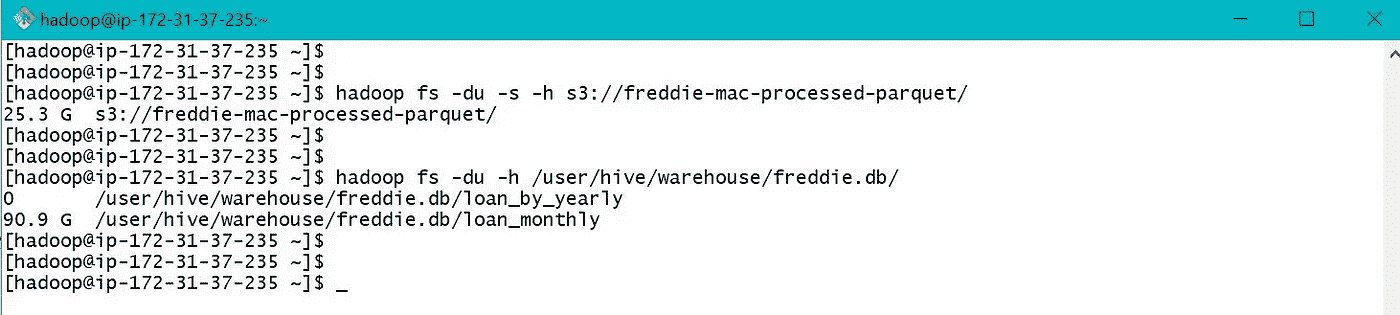 hadoop@ip-172-31-37-235:~
[hadoop@ip-172-31-37-235 ~]$
[hadoop@ip-172-31-37-235 ~]$
[hadoop@ip-172-31-37-235 ~]$ hadoop fs -du -s -h s3://freddie-mac-processed-parquet/
25.3 G  s3://freddie-mac-processed-parquet/
[hadoop@ip-172-31-37-235 ~]$
[hadoop@ip-172-31-37-235 ~]$
[hadoop@ip-172-31-37-235 ~]$ hadoop fs -du -h /user/hive/warehouse/freddie.db/
0       /user/hive/warehouse/freddie.db/loan_by_yearly
90.9 G  /user/hive/warehouse/freddie.db/loan_monthly
[hadoop@ip-172-31-37-235 ~]$
[hadoop@ip-172-31-37-235 ~]$
[hadoop@ip-172-31-37-235 ~]$ _